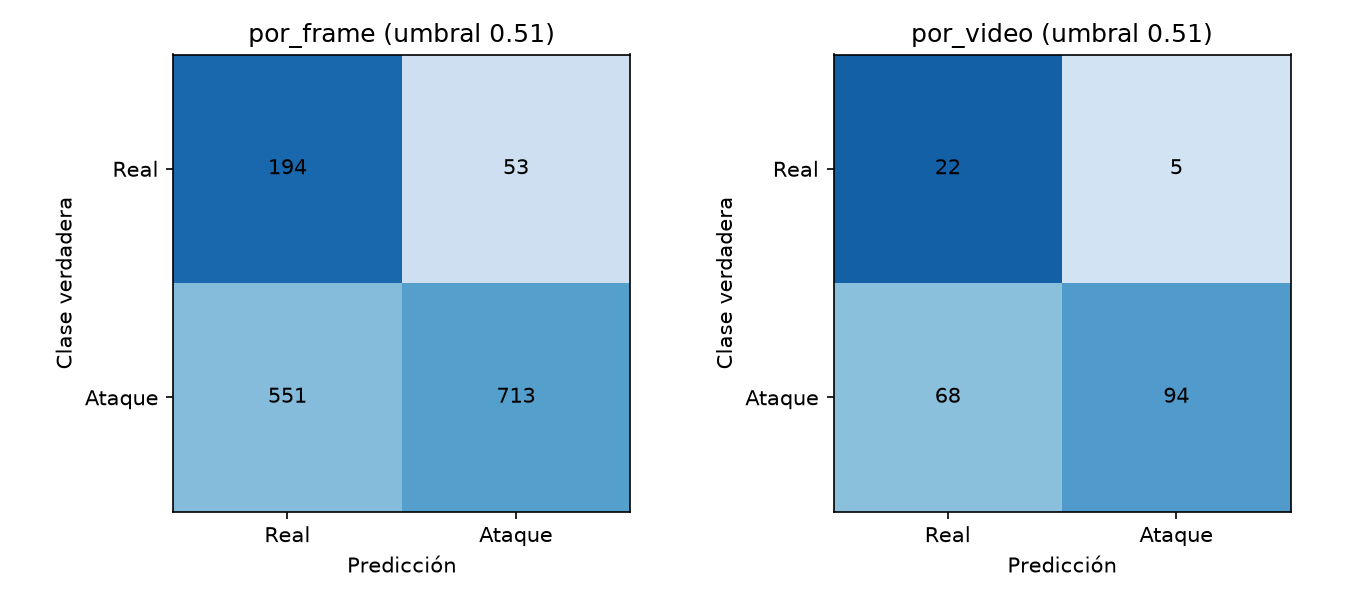 por_frame (umbral 0.51)
Clase verdadera
Real
194
53
Ataque
551
713
Real
Ataque
Predicción
por_video (umbral 0.51)
Clase verdadera
Real
22
5
Ataque
68
94
Real
Ataque
Predicción